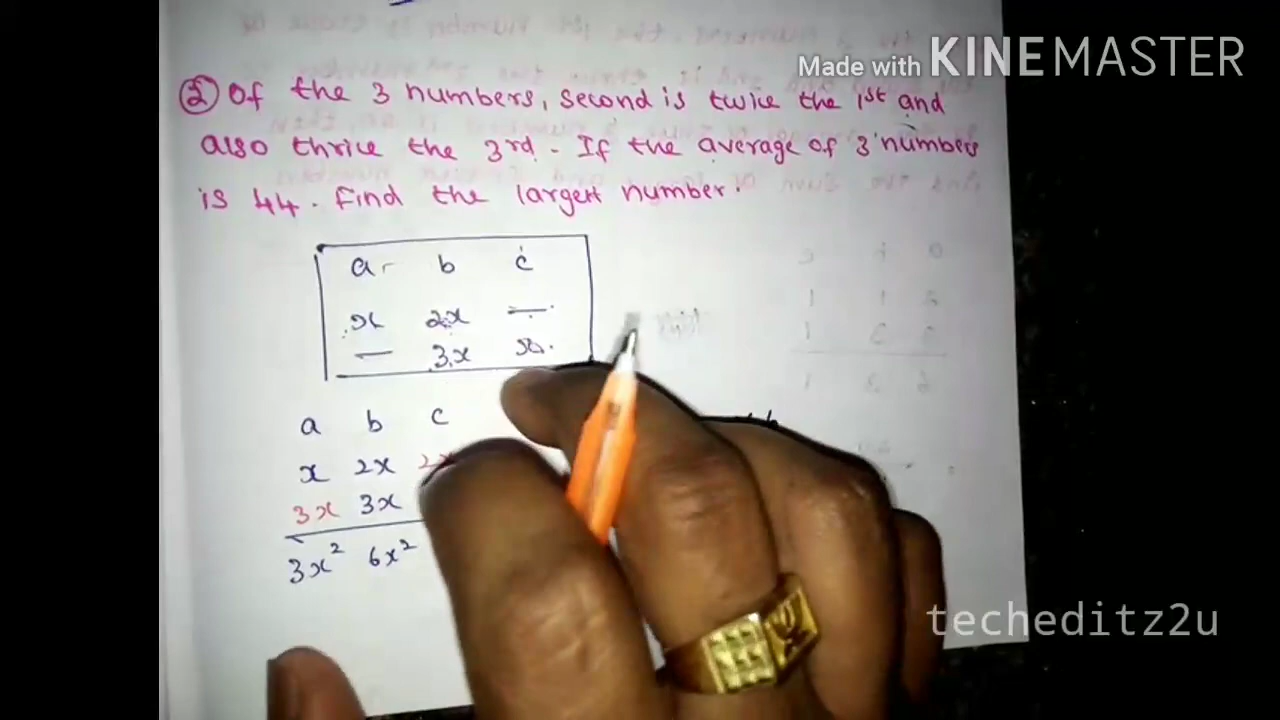 Made with KINEMASTER
② Of the 3 numbers, second is twice the 1st and
also thrice the 3rd. If the average of 3 numbers
is 44. Find the largest number.
a b c
x 2x —
— 3x x
a b c
x 2x 2x
3x 3x
3x² 6x²
techeditz2u